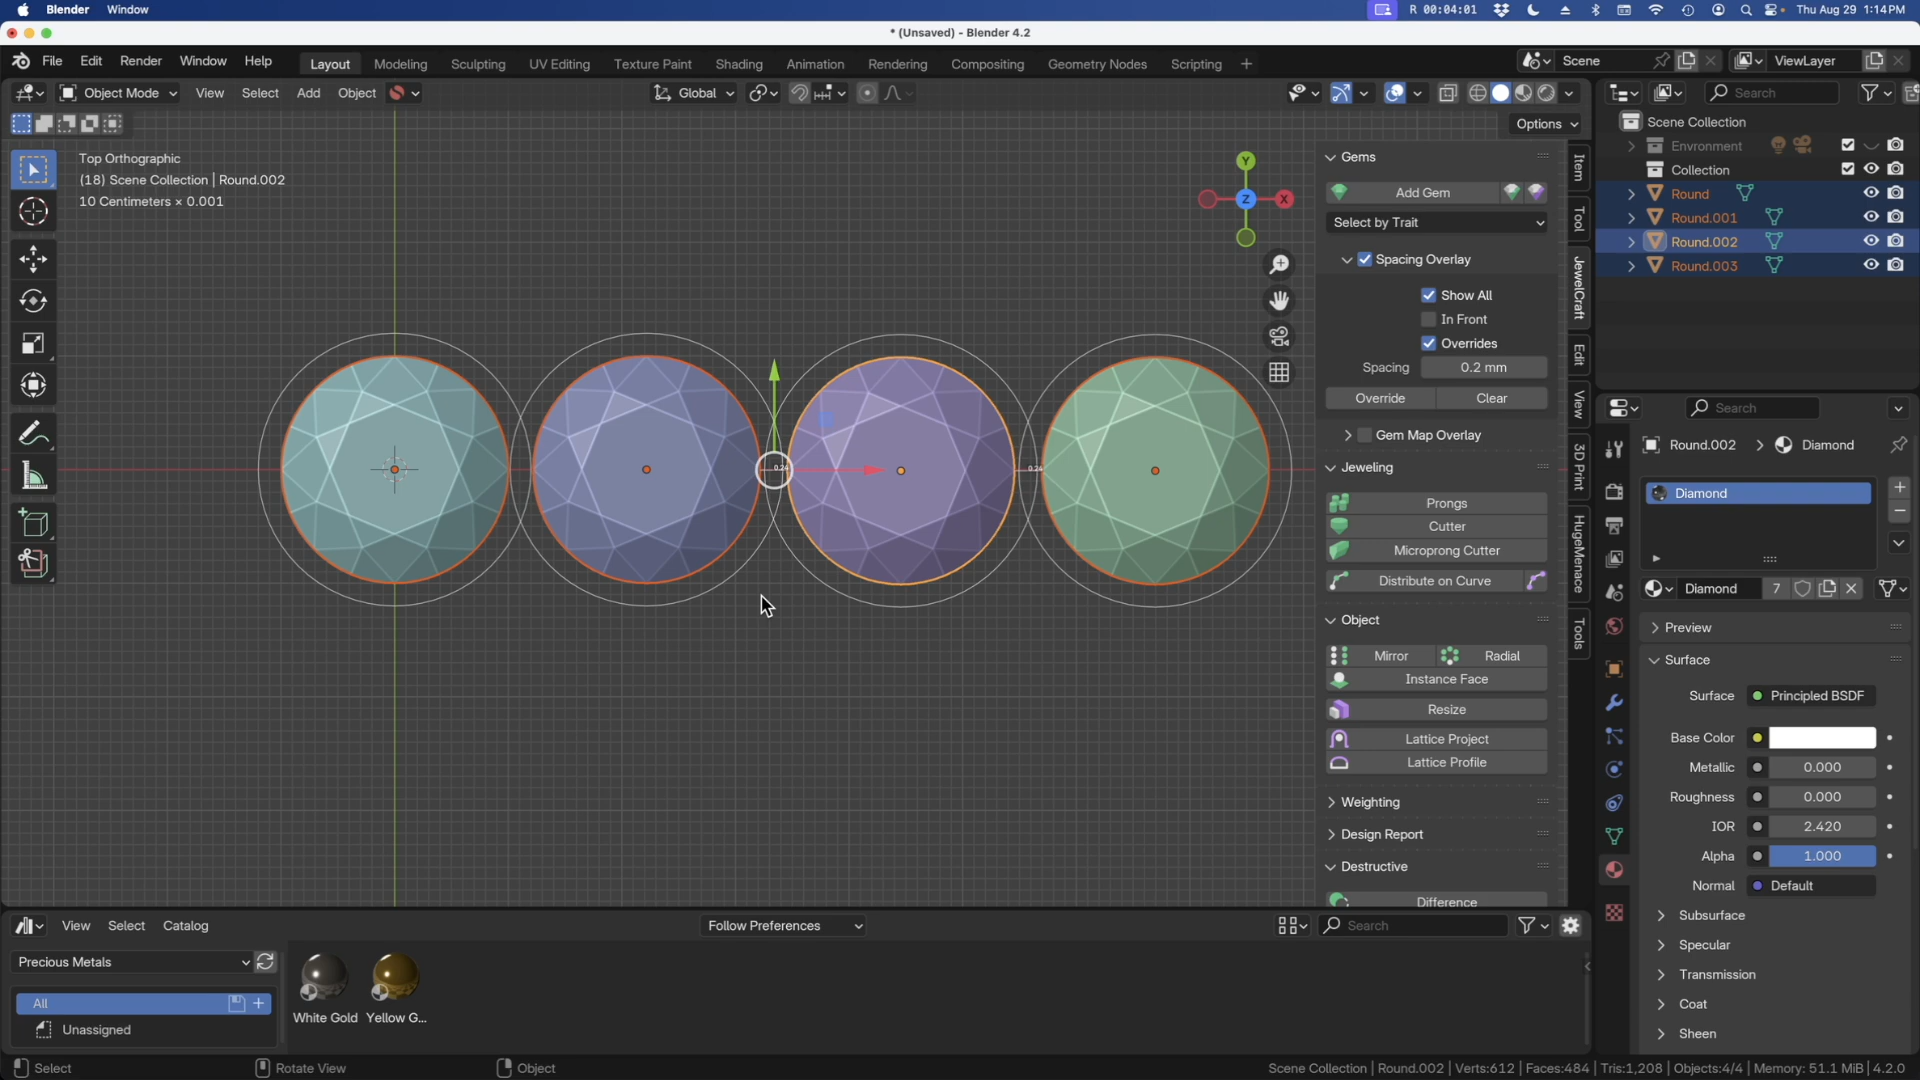 Blender Window R 00:04:01 Thu Aug 29 1:14PM
* (Unsaved) - Blender 4.2
File Edit Render Window Help Layout Modeling Sculpting UV Editing Texture Paint Shading Animation Rendering Compositing Geometry Nodes Scripting + Scene ViewLayer
Object Mode View Select Add Object Global Search
Options
Top Orthographic
(18) Scene Collection | Round.002
10 Centimeters × 0.001
Y
Z
X
0.24
0.24
Gems
Add Gem
Select by Trait
Spacing Overlay
Show All
In Front
Overrides
Spacing 0.2 mm
Override Clear
Gem Map Overlay
Jeweling
Prongs
Cutter
Microprong Cutter
Distribute on Curve
Object
Mirror Radial
Instance Face
Resize
Lattice Project
Lattice Profile
Weighting
Design Report
Destructive
Difference
Item
Tool
JewelCraft
Edit
View
3D Print
HugeMenace
Tools
Scene Collection
Environment
Collection
Round
Round.001
Round.002
Round.003
Search
Round.002 Diamond
Diamond
Diamond 7
Preview
Surface
Surface Principled BSDF
Base Color
Metallic 0.000
Roughness 0.000
IOR 2.420
Alpha 1.000
Normal Default
Subsurface
Specular
Transmission
Coat
Sheen
View Select Catalog Follow Preferences Search
Precious Metals
All
Unassigned
White Gold Yellow G...
Select Rotate View Object Scene Collection | Round.002 | Verts:612 | Faces:484 | Tris:1,208 | Objects:4/4 | Memory: 51.1 MiB | 4.2.0